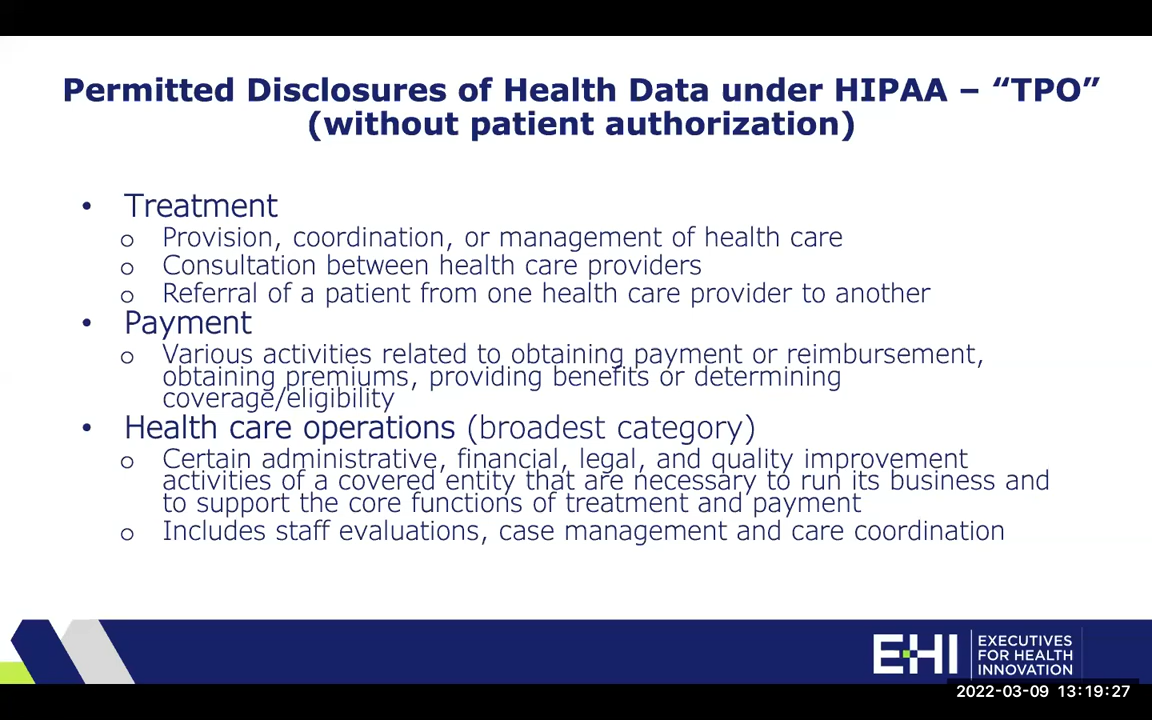 Permitted Disclosures of Health Data under HIPAA – “TPO”
(without patient authorization)
• Treatment
o Provision, coordination, or management of health care
o Consultation between health care providers
o Referral of a patient from one health care provider to another
• Payment
o Various activities related to obtaining payment or reimbursement,
obtaining premiums, providing benefits or determining
coverage/eligibility
• Health care operations (broadest category)
o Certain administrative, financial, legal, and quality improvement
activities of a covered entity that are necessary to run its business and
to support the core functions of treatment and payment
o Includes staff evaluations, case management and care coordination
EHI
EXECUTIVES
FOR HEALTH
INNOVATION
2022-03-09 13:19:27